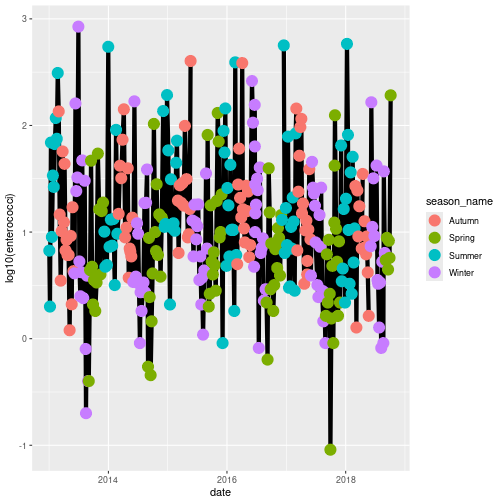 3
2
1
0
-1
log10(enterococci)
2014
2016
2018
date
season_name
Autumn
Spring
Summer
Winter